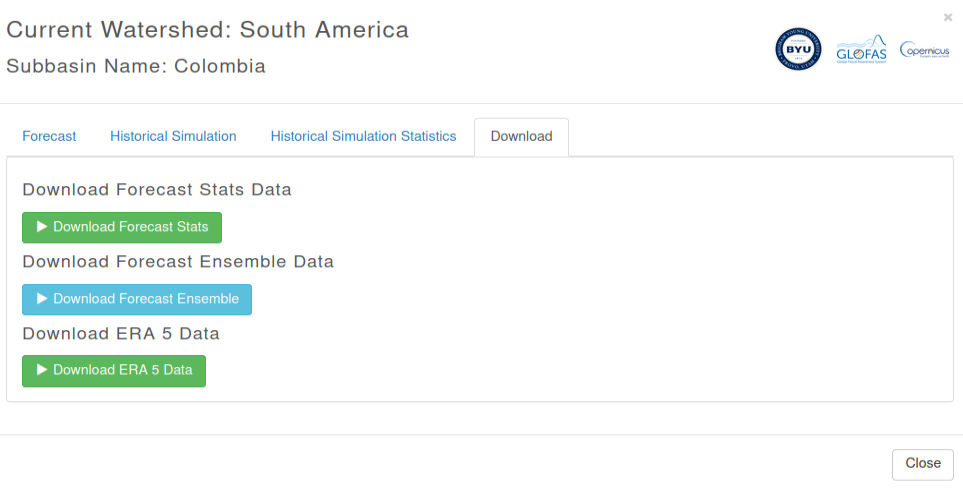 Current Watershed: South America
×
Subbasin Name: Colombia
BYU
GLOFAS
Copernicus
Forecast
Historical Simulation
Historical Simulation Statistics
Download
Download Forecast Stats Data
Download Forecast Stats
Download Forecast Ensemble Data
Download Forecast Ensemble
Download ERA 5 Data
Download ERA 5 Data
Close